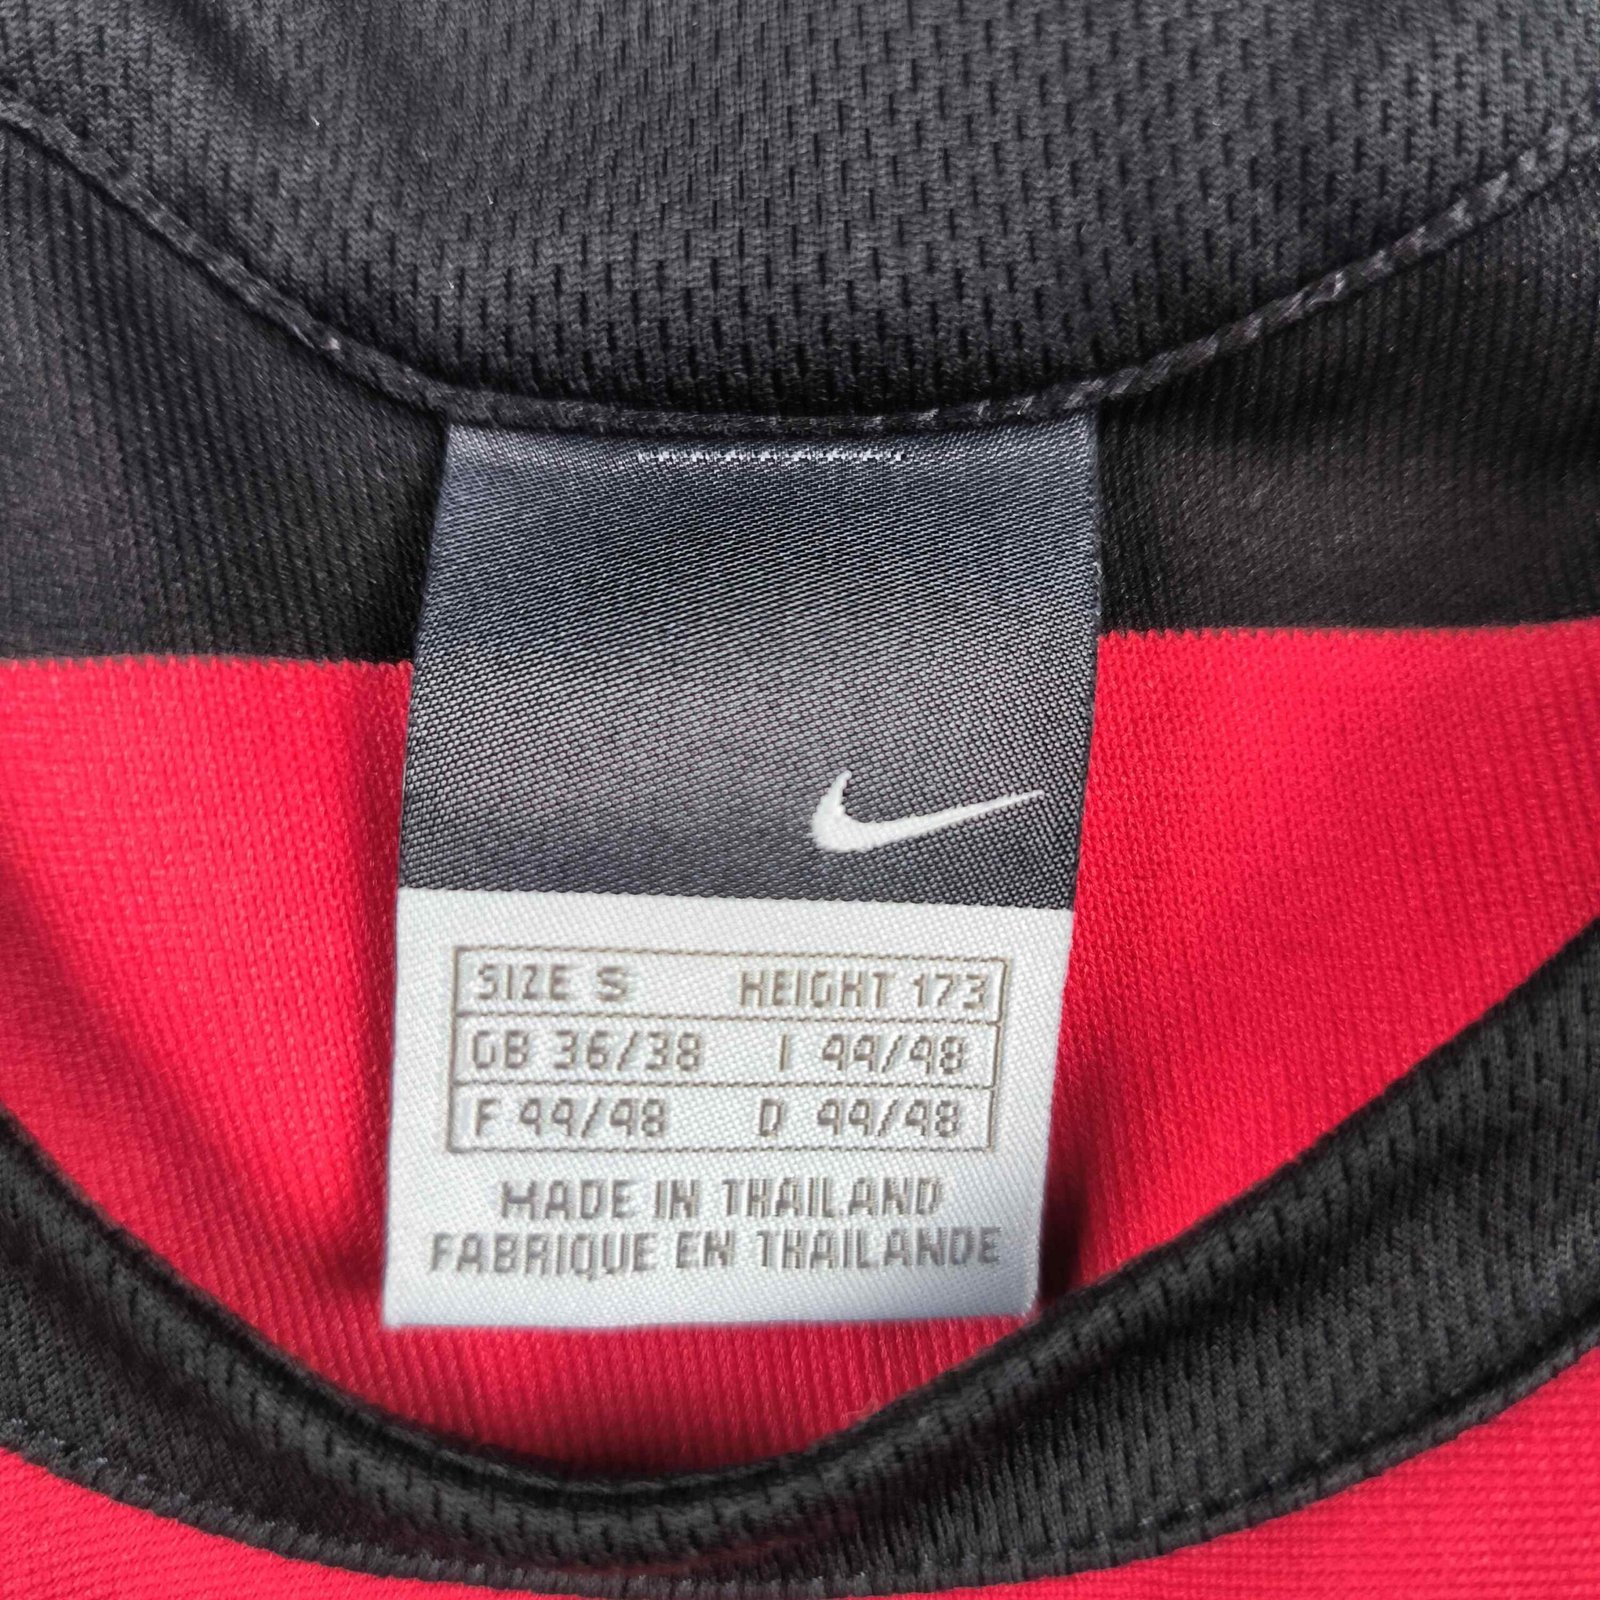 SIZE S HEIGHT 173
GB 36/38 I 44/48
F 44/48 D 44/48
MADE IN THAILAND
FABRIQUE EN THAILANDE